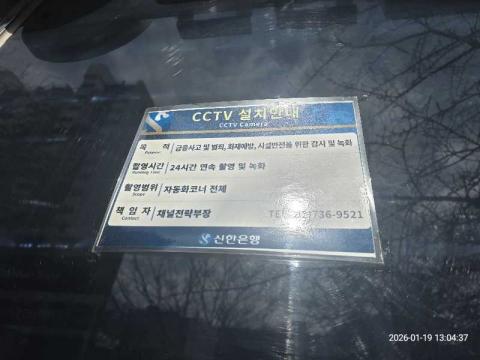 CCTV 설치안내
CCTV Camera
목 적 금융사고 및 범죄, 화재예방, 시설안전을 위한 감시 및 녹화
Purpose
촬영시간 24시간 연속 촬영 및 녹화
Running Time
촬영범위 자동화코너 전체
Scope
책 임 자 채널전략부장 736-9521
Contact
신한은행
2026-01-19 13:04:37